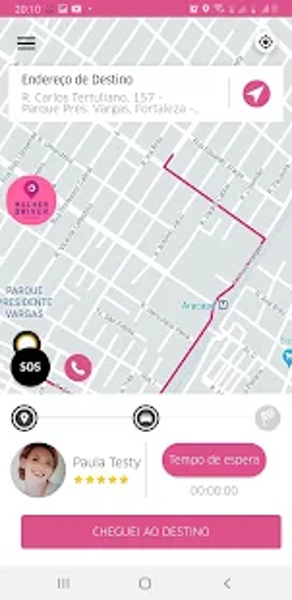 20:10
Endereço de Destino
R. Carlos Tertuliano, 157 -
Parque Pres. Vargas, Fortaleza -..
MULHER
DRIVER
PARQUE
PRESIDENTE
VARGAS
Aracapé
SOS
Paula Testy
Tempo de espera
00:00:00
CHEGUEI AO DESTINO